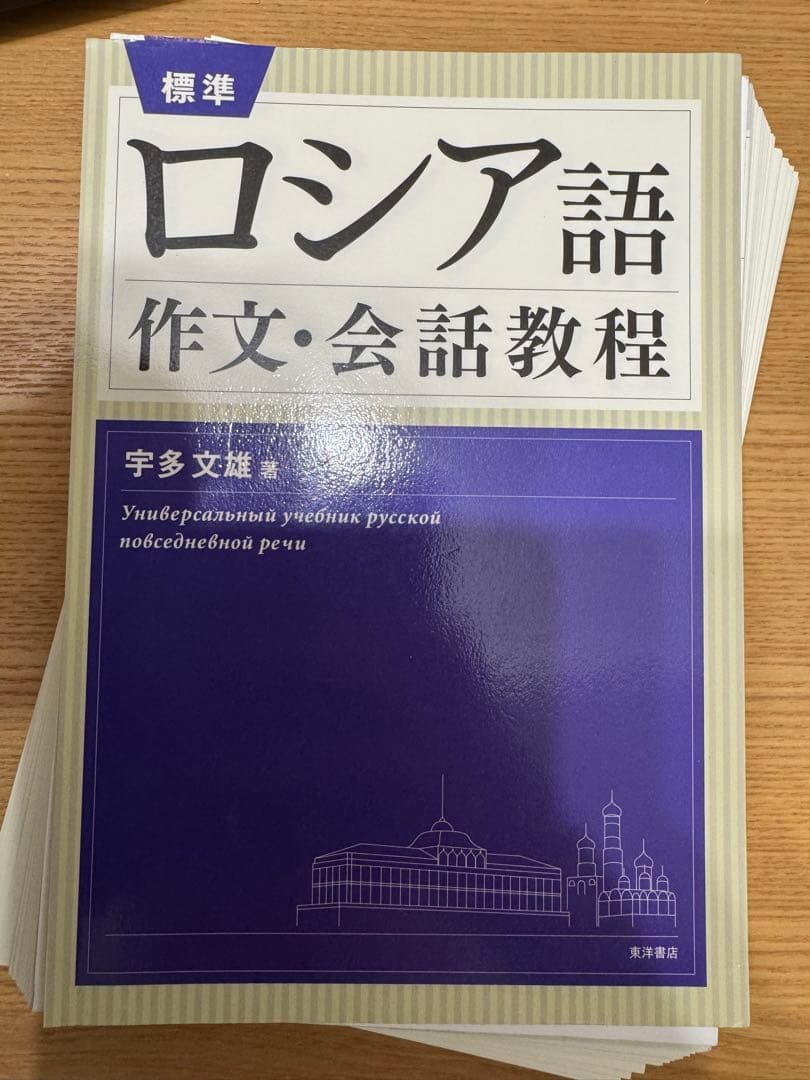 標準
ロシア語
作文・会話教程
宇多文雄 著
Универсальный учебник русской
повседневной речи
東洋書店